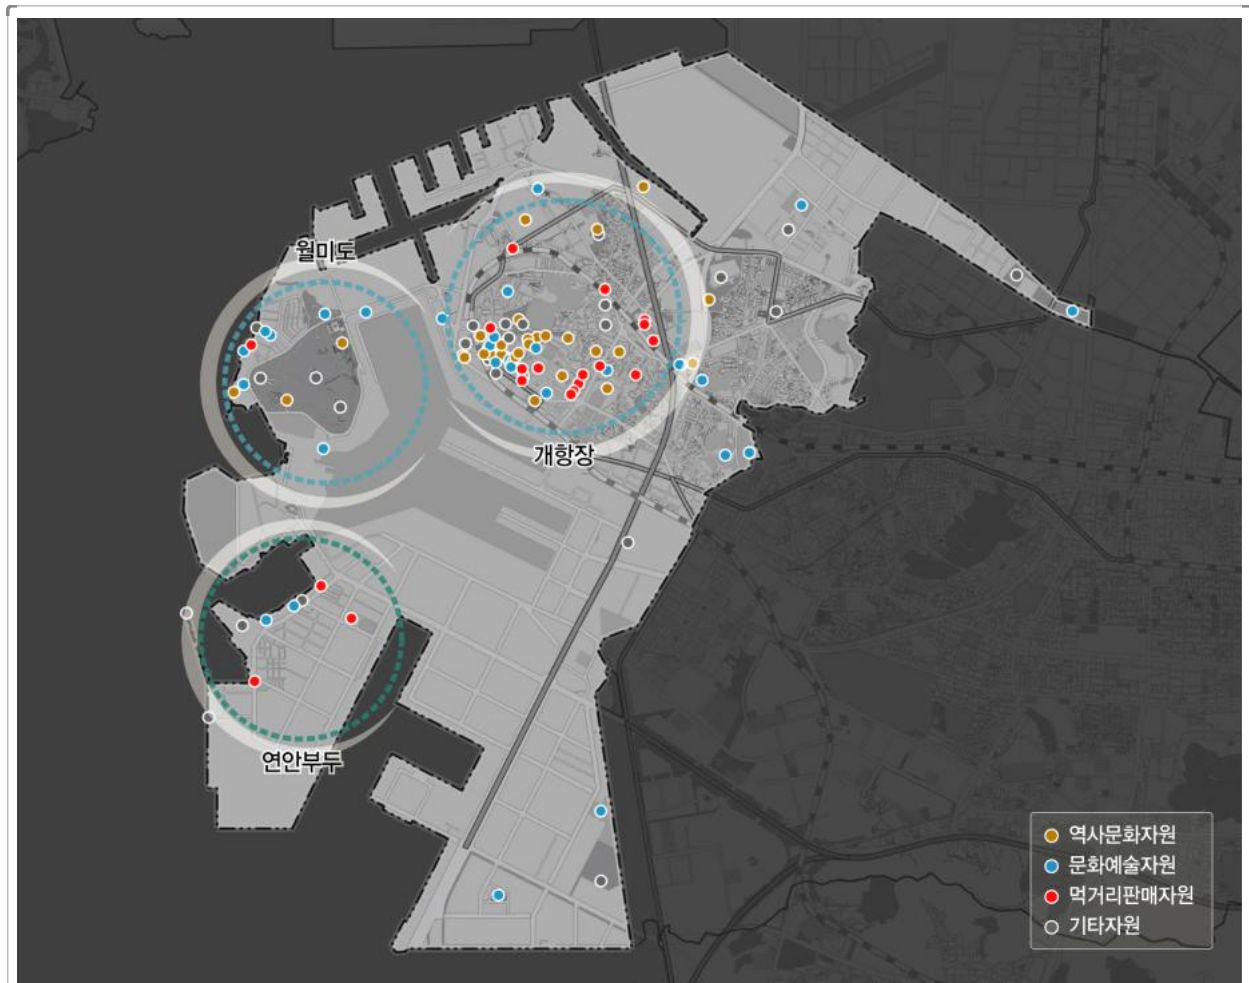 월미도
개항장
연안부두
역사문화자원
문화예술자원
먹거리판매자원
기타자원